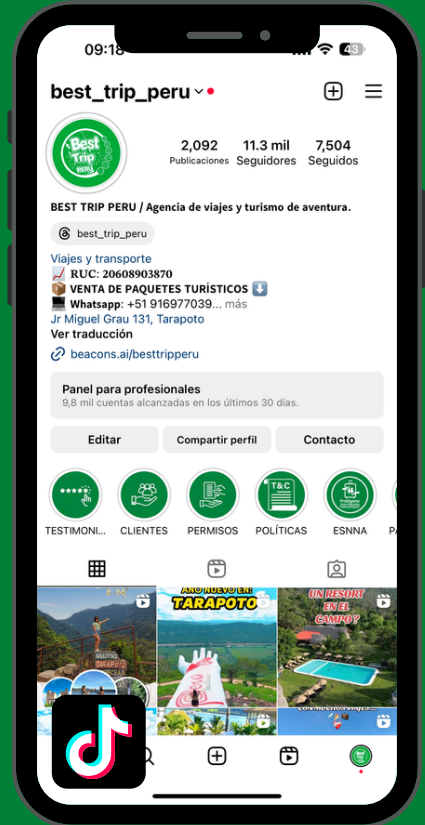 09:18
43
best_trip_peru
Best
Trip
PERU
2,092 11.3 mil 7,504
Publicaciones Seguidores Seguidos
BEST TRIP PERU / Agencia de viajes y turismo de aventura.
best_trip_peru
Viajes y transporte
RUC: 20608903870
VENTA DE PAQUETES TURÍSTICOS
Whatsapp: +51 916977039... más
Jr Miguel Grau 131, Tarapoto
Ver traducción
beacons.ai/besttripperu
Panel para profesionales
9,8 mil cuentas alcanzadas en los últimos 30 días.
Editar Compartir perfil Contacto
T&C
TESTIMONI... CLIENTES PERMISOS POLÍTICAS ESNNA
TARAPOTO
AÑO NUEVO EN:
TARAPOTO
UN RESORT
EN EL
CAMPO?